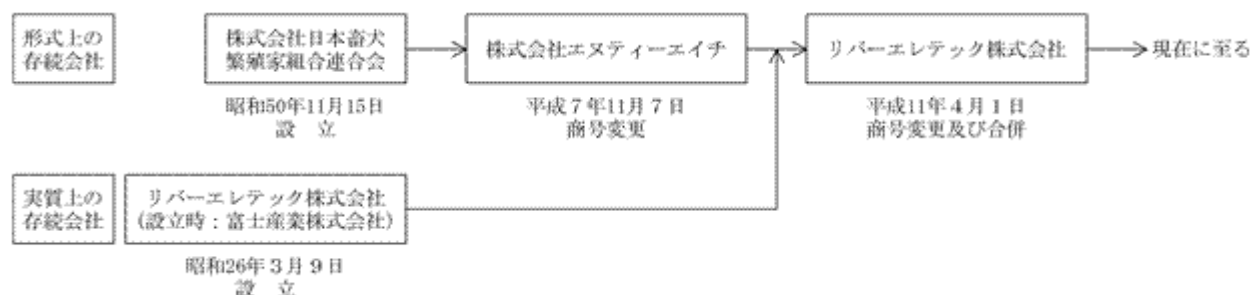 形式上の
存続会社
株式会社日本畜犬
繁殖家組合連合会
株式会社エヌティーエイチ
リバーエレテック株式会社
現在に至る
昭和50年11月15日
設 立
平成7年11月7日
商号変更
平成11年4月1日
商号変更及び合併
実質上の
存続会社
リバーエレテック株式会社
(設立時:富士産業株式会社)
昭和26年3月9日
設 立